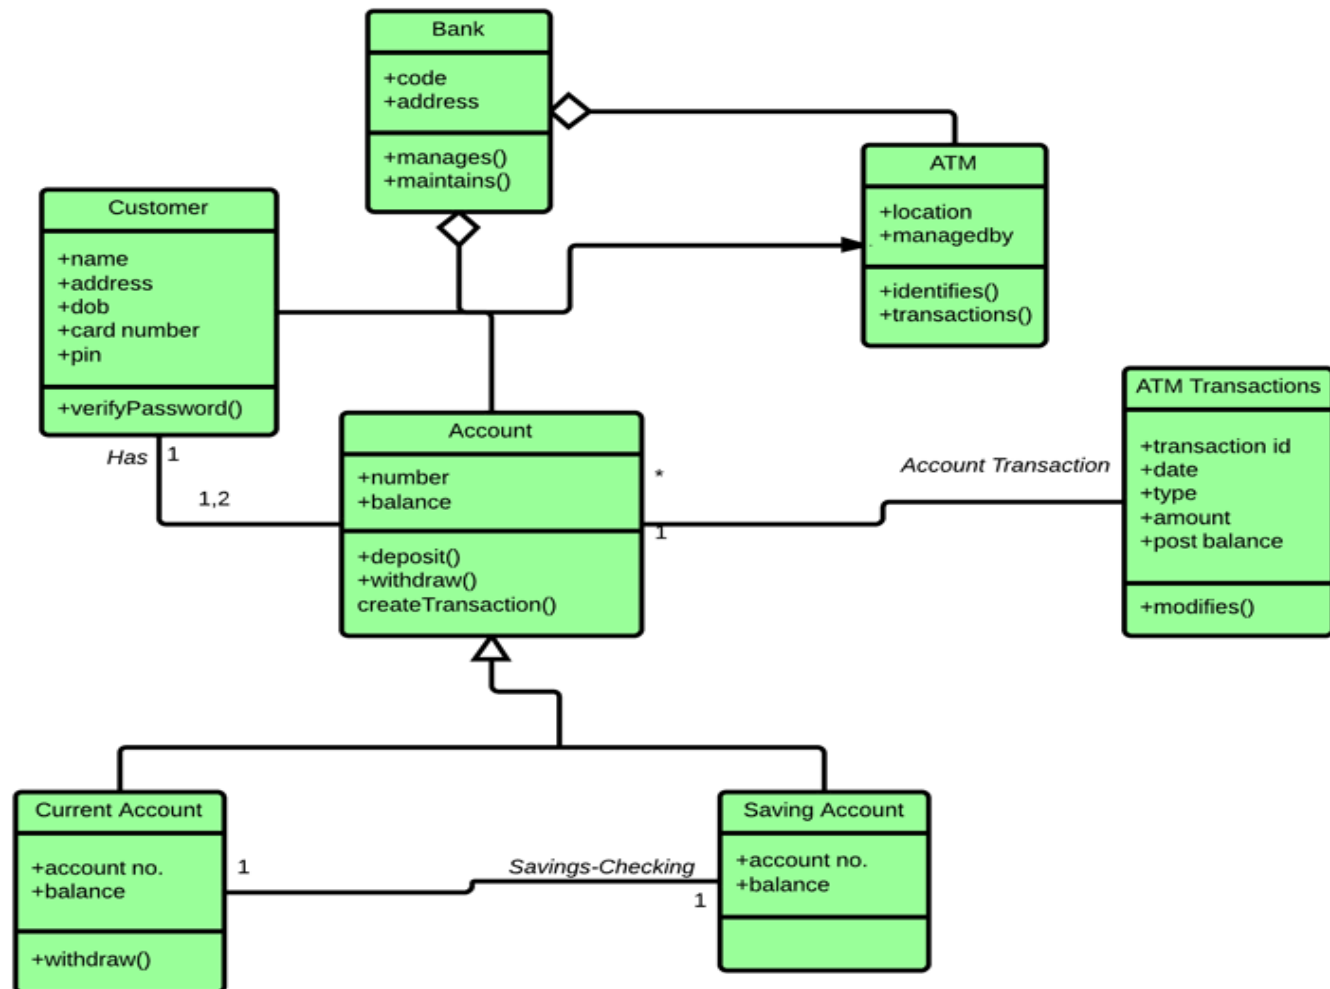 Bank
+code
+address
+manages()
+maintains()
ATM
+location
+managedby
+identifies()
+transactions()
Customer
+name
+address
+dob
+card number
+pin
+verifyPassword()
Has
1
1,2
Account
+number
+balance
+deposit()
+withdraw()
createTransaction()
*
1
Account Transaction
ATM Transactions
+transaction id
+date
+type
+amount
+post balance
+modifies()
Current Account
+account no.
+balance
+withdraw()
1
Savings-Checking
1
Saving Account
+account no.
+balance